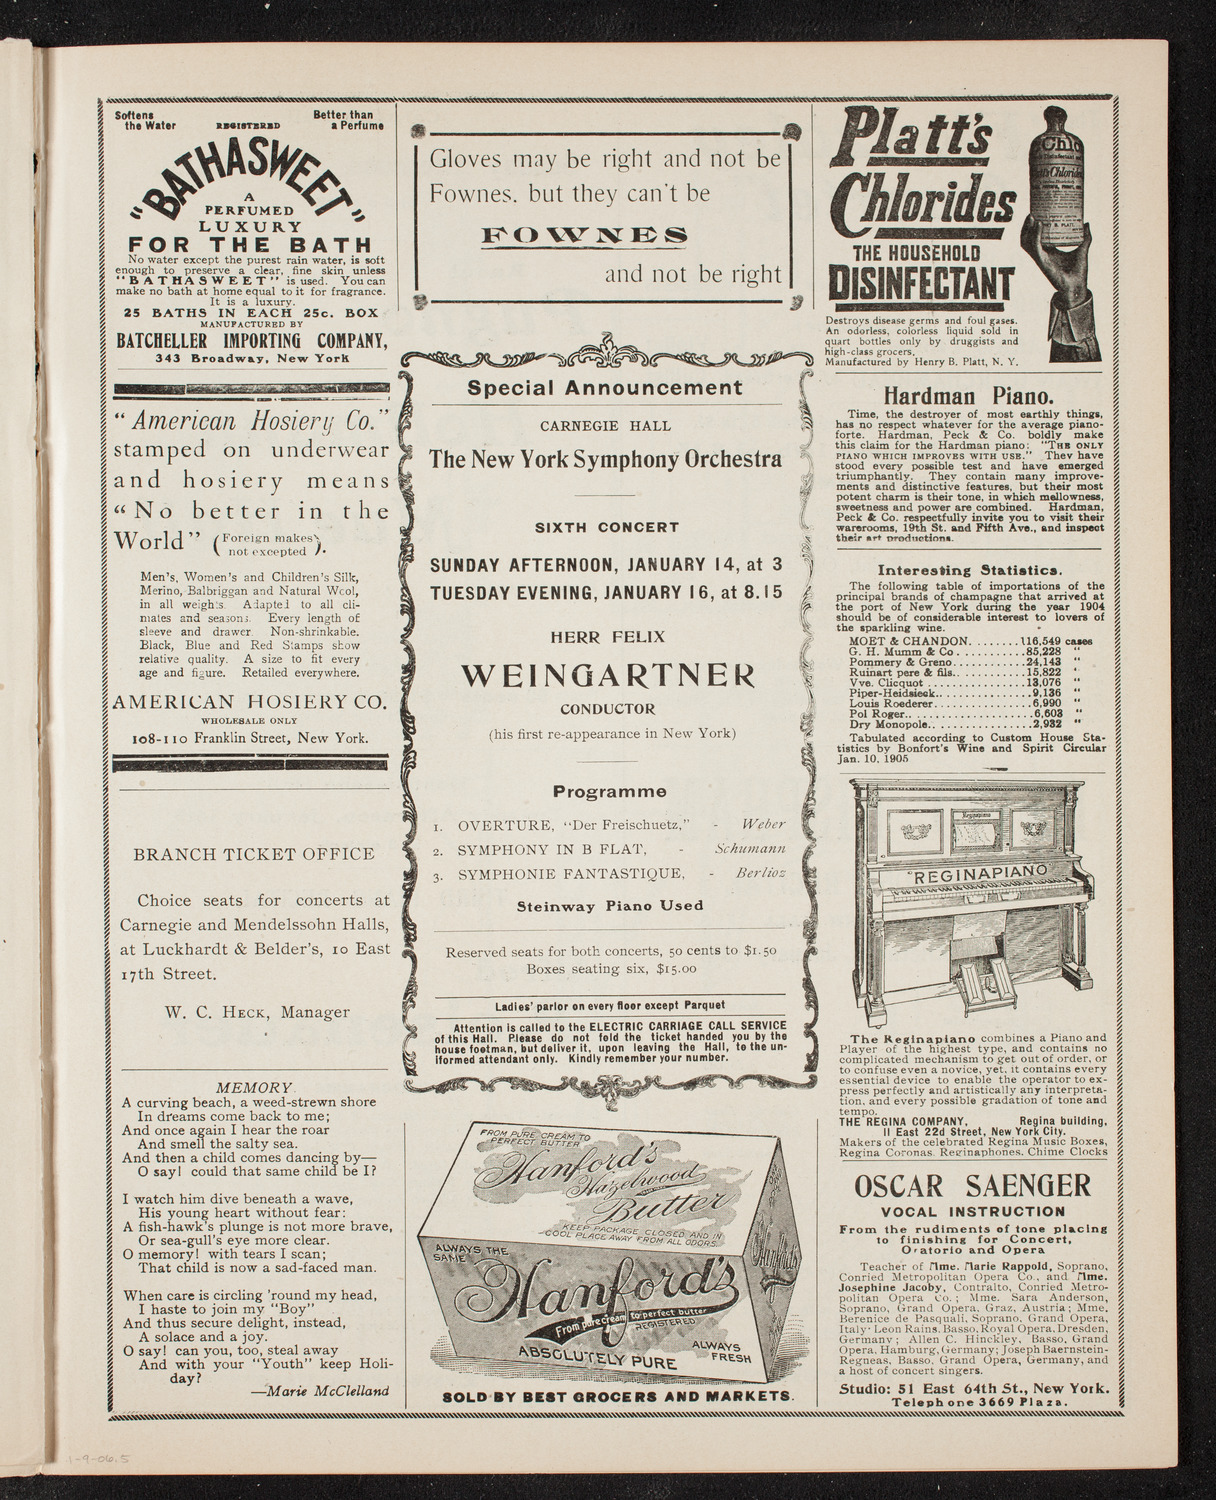 Softens
the Water
Better than
a Perfume
REGISTERED
"BATHASWEET"
A
PERFUMED
LUXURY
FOR THE BATH
No water except the purest rain water, is soft
enough to preserve a clear, fine skin unless
"BATHASWEET" is used. You can
make no bath at home equal to it for fragrance.
It is a luxury.
25 BATHS IN EACH 25c. BOX
MANUFACTURED BY
BATCHELLER IMPORTING COMPANY,
343 Broadway, New York
"American Hosiery Co."
stamped on underwear
and hosiery means
"No better in the
World" (Foreign makes
not excepted).
Men's, Women's and Children's Silk,
Merino, Balbriggan and Natural Wool,
in all weights. Adapted to all cli-
mates and seasons. Every length of
sleeve and drawer. Non-shrinkable.
Black, Blue and Red Stamps show
relative quality. A size to fit every
age and figure. Retailed everywhere.
AMERICAN HOSIERY CO.
WHOLESALE ONLY
108-110 Franklin Street, New York.
BRANCH TICKET OFFICE
Choice seats for concerts at
Carnegie and Mendelssohn Halls,
at Luckhardt & Belder's, 10 East
17th Street.
W. C. HECK, Manager
MEMORY
A curving beach, a weed-strewn shore
In dreams come back to me;
And once again I hear the roar
And smell the salty sea.
And then a child comes dancing by—
O say! could that same child be I?
I watch him dive beneath a wave,
His young heart without fear:
A fish-hawk's plunge is not more brave,
Or sea-gull's eye more clear.
O memory! with tears I scan;
That child is now a sad-faced man.
When care is circling 'round my head,
I haste to join my "Boy"
And thus secure delight, instead,
A solace and a joy.
O say! can you, too, steal away
And with your "Youth" keep Holi-
day?
—Marie McClelland
Gloves may be right and not be
Fownes, but they can't be
FOWNES
and not be right
Special Announcement
CARNEGIE HALL
The New York Symphony Orchestra
SIXTH CONCERT
SUNDAY AFTERNOON, JANUARY 14, at 3
TUESDAY EVENING, JANUARY 16, at 8.15
HERR FELIX
WEINGARTNER
CONDUCTOR
(his first re-appearance in New York)
Programme
1. OVERTURE, "Der Freischuetz," - Weber
2. SYMPHONY IN B FLAT, - Schumann
3. SYMPHONIE FANTASTIQUE, - Berlioz
Steinway Piano Used
Reserved seats for both concerts, 50 cents to $1.50
Boxes seating six, $15.00
Ladies' parlor on every floor except Parquet
Attention is called to the ELECTRIC CARRIAGE CALL SERVICE
of this Hall. Please do not fold the ticket handed you by the
house footman, but deliver it, upon leaving the Hall, to the un-
iformed attendant only. Kindly remember your number.
FROM PURE CREAM TO
PERFECT BUTTER
Hanford's
Hazelwood
Butter
KEEP PACKAGE CLOSED AND IN
COOL PLACE AWAY FROM ALL ODORS.
ALWAYS THE
SAME
Hanford's
From pure cream to perfect butter
REGISTERED
ABSOLUTELY PURE
ALWAYS
FRESH
Hanford's
SOLD BY BEST GROCERS AND MARKETS.
Platt's
Chlorides
THE HOUSEHOLD
DISINFECTANT
Destroys disease germs and foul gases.
An odorless, colorless liquid sold in
quart bottles only by druggists and
high-class grocers.
Manufactured by Henry B. Platt, N. Y.
Hardman Piano.
Time, the destroyer of most earthly things,
has no respect whatever for the average piano-
forte. Hardman, Peck & Co. boldly make
this claim for the Hardman piano: "THE ONLY
PIANO WHICH IMPROVES WITH USE." They have
stood every possible test and have emerged
triumphantly. They contain many improve-
ments and distinctive features, but their most
potent charm is their tone, in which mellowness,
sweetness and power are combined. Hardman,
Peck & Co. respectfully invite you to visit their
warerooms, 19th St. and Fifth Ave., and inspect
their art productions.
Interesting Statistics.
The following table of importations of the
principal brands of champagne that arrived at
the port of New York during the year 1904
should be of considerable interest to lovers of
the sparkling wine.
MOET & CHANDON........116,549 cases
G. H. Mumm & Co..........85,228 "
Pommery & Greno...........24,143 "
Ruinart pere & fils...........15,822 "
Vve. Clicquot..............13,076 "
Piper-Heidsieck..............9,136 "
Louis Roederer..............6,990 "
Pol Roger...................6,603 "
Dry Monopole...............2,932 "
Tabulated according to Custom House Sta-
tistics by Bonfort's Wine and Spirit Circular
Jan. 10, 1905
Reginapiano
"REGINAPIANO"
The Reginapiano combines a Piano and
Player of the highest type, and contains no
complicated mechanism to get out of order, or
to confuse even a novice, yet, it contains every
essential device to enable the operator to ex-
press perfectly and artistically any interpreta-
tion, and every possible gradation of tone and
tempo.
THE REGINA COMPANY, Regina building,
11 East 22d Street, New York City.
Makers of the celebrated Regina Music Boxes,
Regina Coronas, Reginaphones, Chime Clocks
OSCAR SAENGER
VOCAL INSTRUCTION
From the rudiments of tone placing
to finishing for Concert,
Oratorio and Opera
Teacher of Mme. Marie Rappold, Soprano,
Conried Metropolitan Opera Co., and Mme.
Josephine Jacoby, Contralto, Conried Metro-
politan Opera Co.; Mme. Sara Anderson,
Soprano, Grand Opera, Graz, Austria; Mme.
Berenice de Pasquali, Soprano, Grand Opera,
Italy· Leon Rains, Basso, Royal Opera, Dresden,
Germany; Allen C. Hinckley, Basso, Grand
Opera, Hamburg, Germany; Joseph Baernstein-
Regneas, Basso, Grand Opera, Germany, and
a host of concert singers.
Studio: 51 East 64th St., New York.
Telephone 3669 Plaza.
1-9-06.5